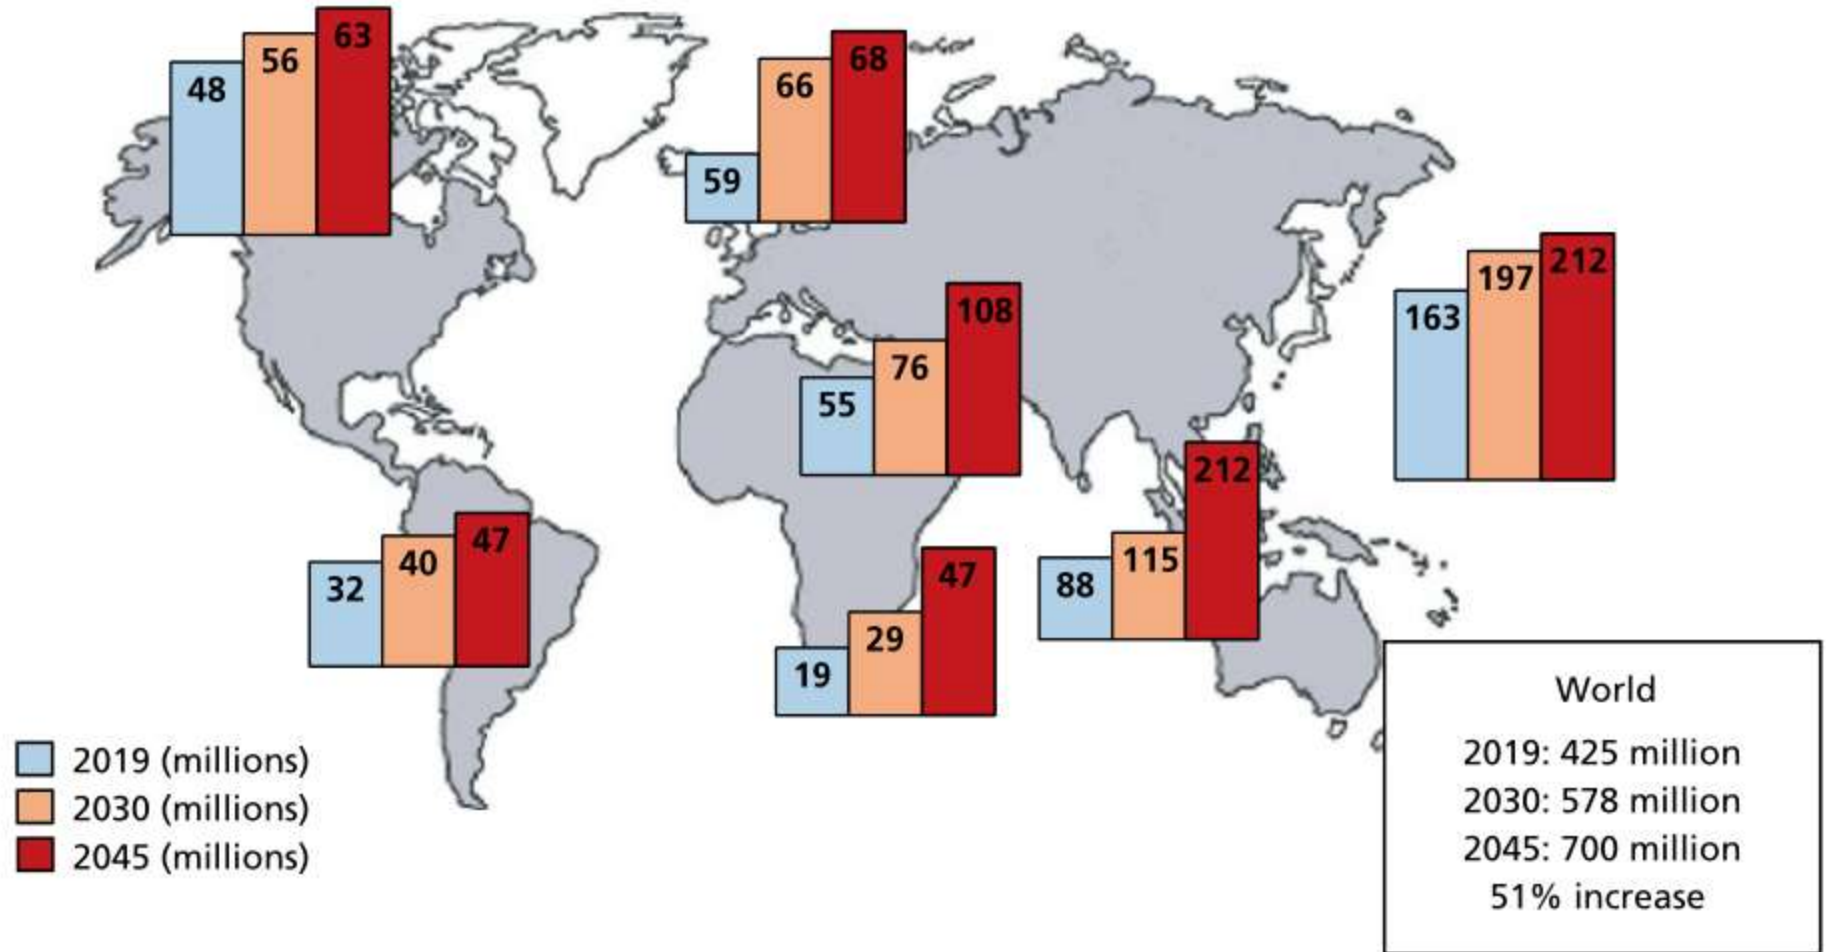 48
56
63
59
66
68
163
197
212
55
76
108
88
115
212
32
40
47
19
29
47
2019 (millions)
2030 (millions)
2045 (millions)
World
2019: 425 million
2030: 578 million
2045: 700 million
51% increase